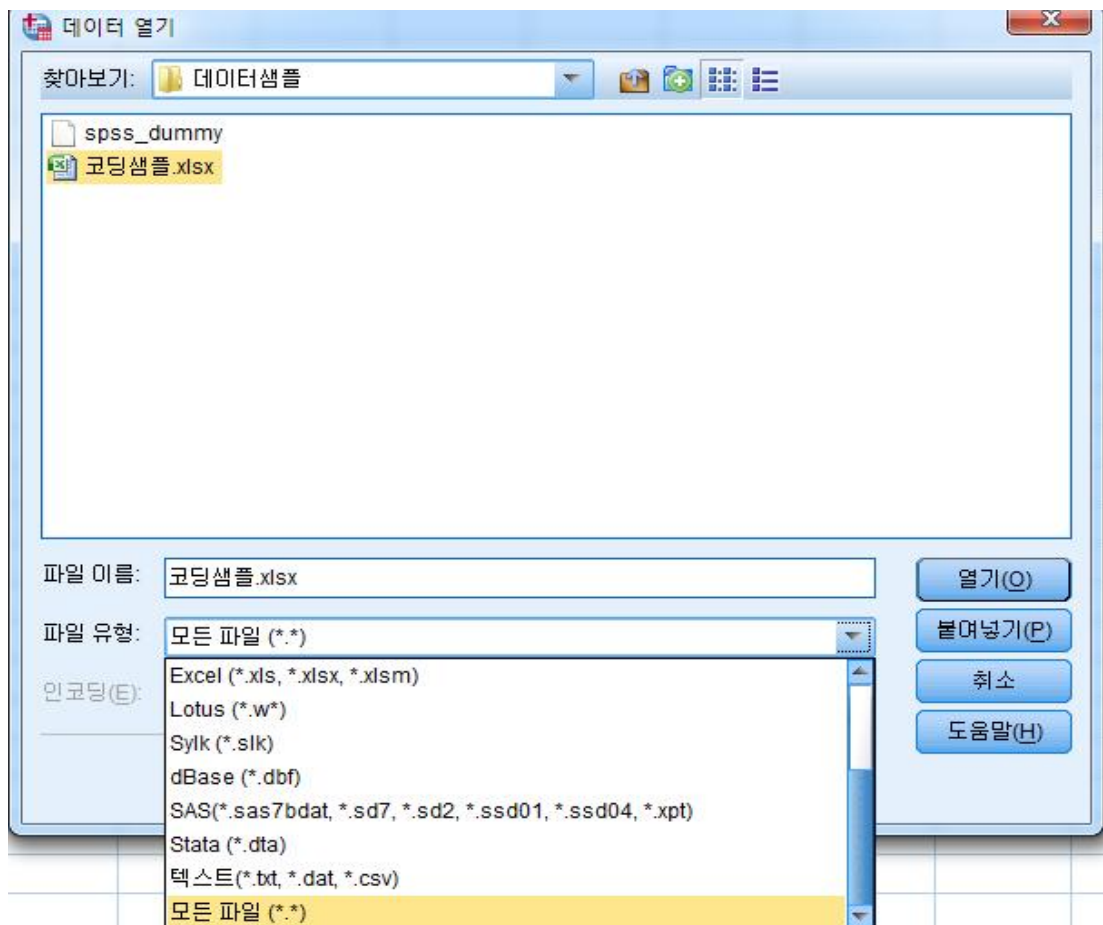 데이터 열기
찾아보기: 데이터샘플
spss_dummy
코딩샘플.xlsx
파일 이름: 코딩샘플.xlsx 열기(O)
파일 유형: 모든 파일 (*.*) 붙여넣기(P)
인코딩(E): 취소
도움말(H)
Excel (*.xls, *.xlsx, *.xlsm)
Lotus (*.w*)
Sylk (*.slk)
dBase (*.dbf)
SAS(*.sas7bdat, *.sd7, *.sd2, *.ssd01, *.ssd04, *.xpt)
Stata (*.dta)
텍스트(*.txt, *.dat, *.csv)
모든 파일 (*.*)